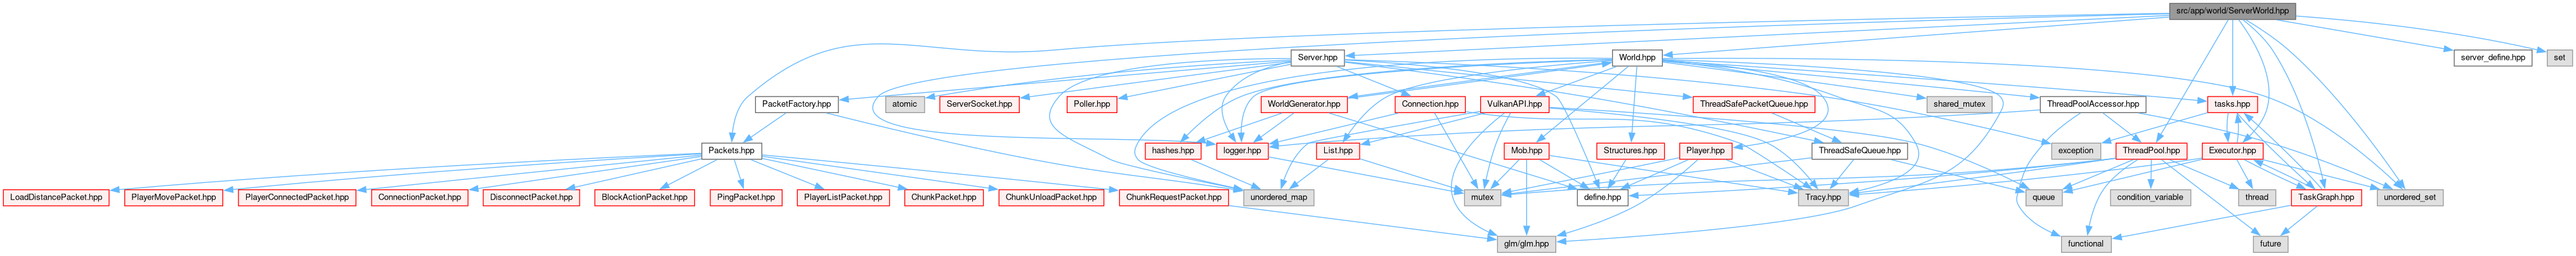 src/app/world/ServerWorld.hpp
Server.hpp
World.hpp
server_define.hpp
set
PacketFactory.hpp
atomic
ServerSocket.hpp
Poller.hpp
WorldGenerator.hpp
Connection.hpp
VulkanAPI.hpp
ThreadSafePacketQueue.hpp
shared_mutex
ThreadPoolAccessor.hpp
tasks.hpp
Packets.hpp
hashes.hpp
logger.hpp
List.hpp
Mob.hpp
Structures.hpp
Player.hpp
ThreadSafeQueue.hpp
exception
ThreadPool.hpp
Executor.hpp
LoadDistancePacket.hpp
PlayerMovePacket.hpp
PlayerConnectedPacket.hpp
ConnectionPacket.hpp
DisconnectPacket.hpp
BlockActionPacket.hpp
PingPacket.hpp
PlayerListPacket.hpp
ChunkPacket.hpp
ChunkUnloadPacket.hpp
ChunkRequestPacket.hpp
unordered_map
mutex
define.hpp
Tracy.hpp
queue
condition_variable
thread
TaskGraph.hpp
unordered_set
glm/glm.hpp
functional
future